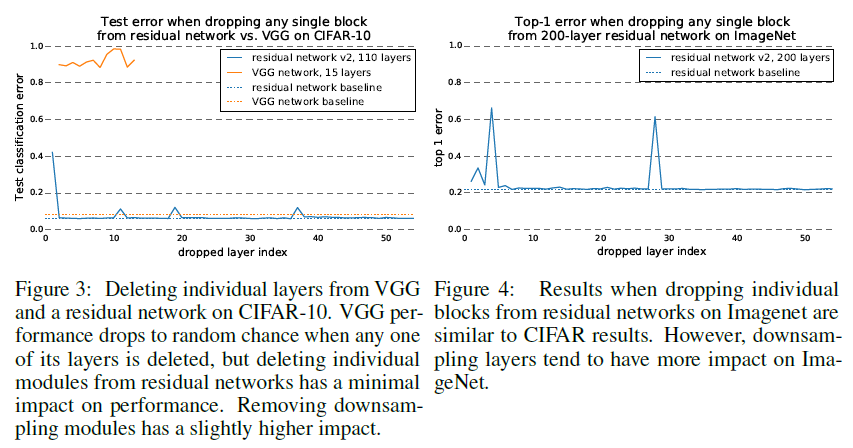 Test error when dropping any single block
from residual network vs. VGG on CIFAR-10
1.0
0.8
0.6
0.4
0.2
0.0
Test classification error
residual network v2, 110 layers
VGG network, 15 layers
residual network baseline
VGG network baseline
0
10
20
30
40
50
dropped layer index
Top-1 error when dropping any single block
from 200-layer residual network on ImageNet
1.0
0.8
0.6
0.4
0.2
0.0
top 1 error
residual network v2, 200 layers
residual network baseline
0
10
20
30
40
50
dropped layer index
Figure 3: Deleting individual layers from VGG
and a residual network on CIFAR-10. VGG per-
formance drops to random chance when any one
of its layers is deleted, but deleting individual
modules from residual networks has a minimal
impact on performance. Removing downsam-
pling modules has a slightly higher impact.
Figure 4: Results when dropping individual
blocks from residual networks on Imagenet are
similar to CIFAR results. However, downsam-
pling layers tend to have more impact on Ima-
geNet.